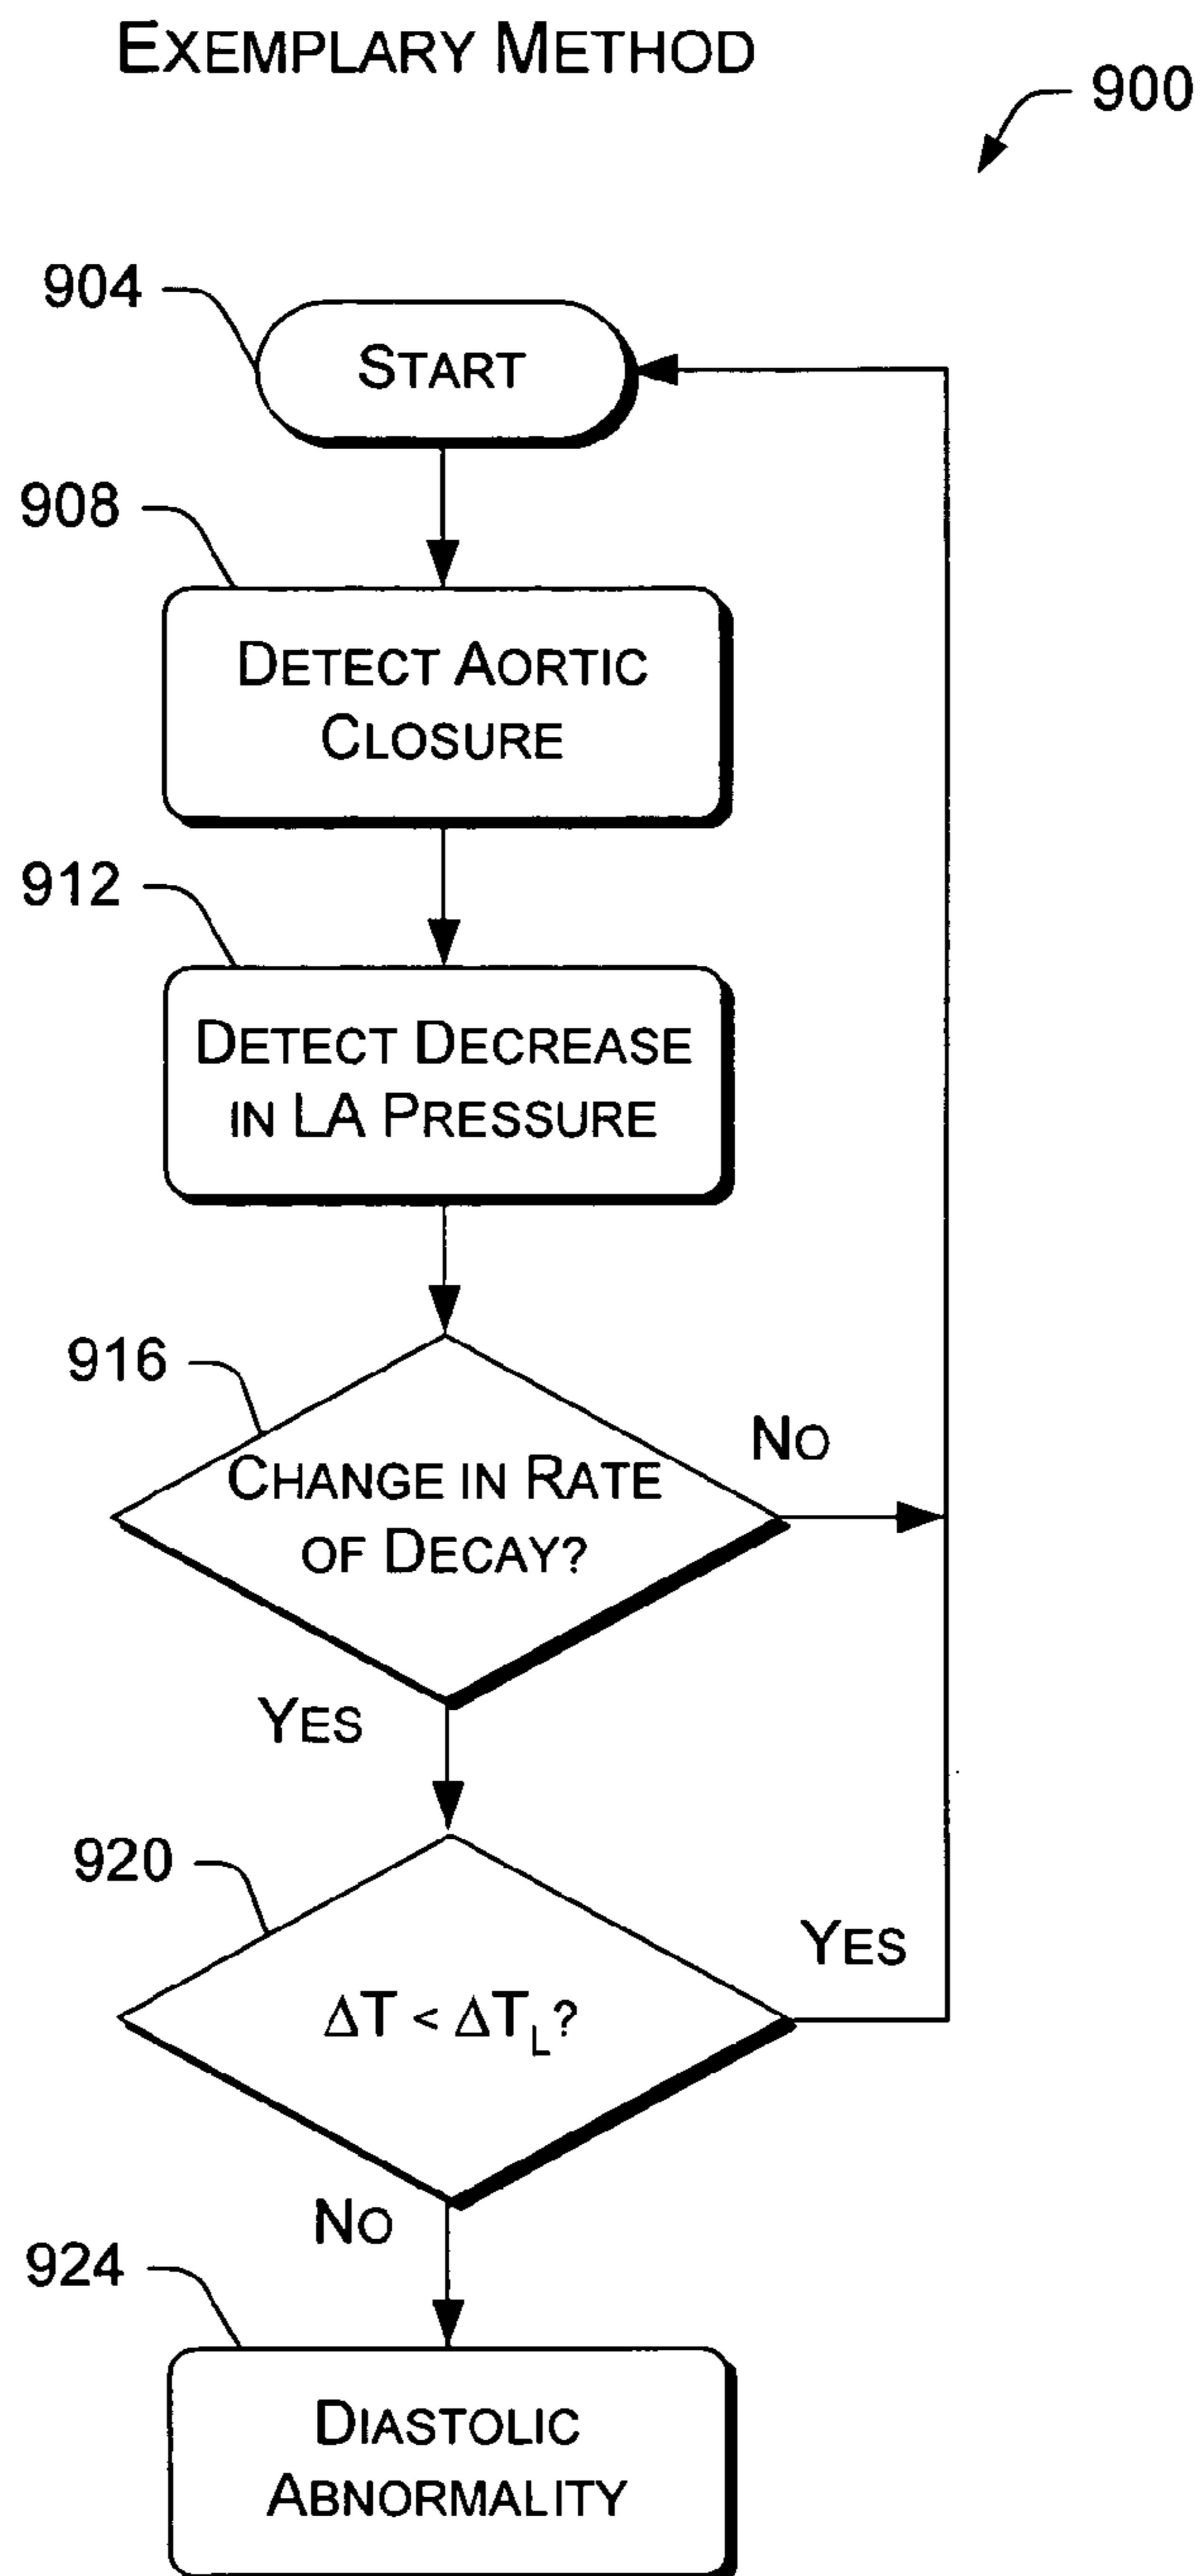 EXEMPLARY METHOD
900
904
START
908
DETECT AORTIC
CLOSURE
912
DETECT DECREASE
IN LA PRESSURE
916
CHANGE IN RATE
OF DECAY?
NO
YES
920
ΔT < ΔT_L?
YES
NO
924
DIASTOLIC
ABNORMALITY